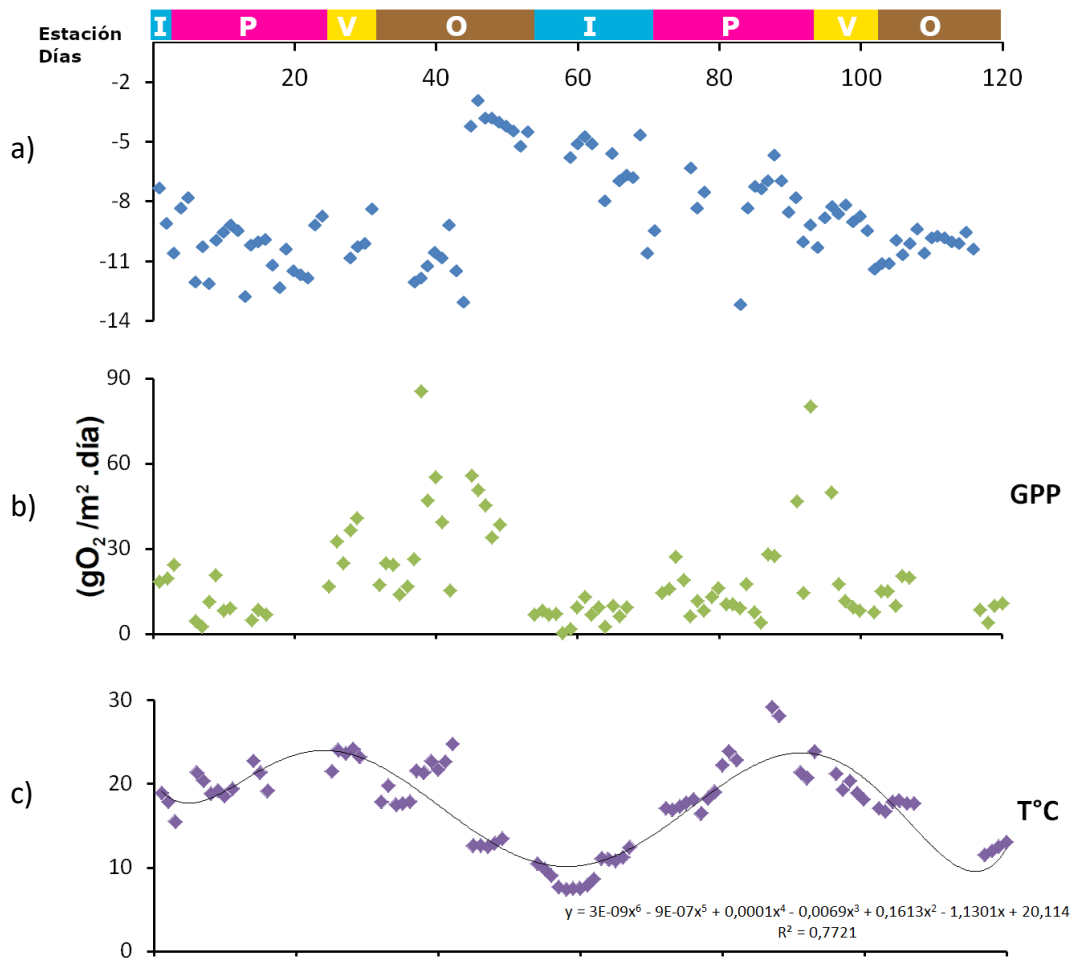 Estación I P V O I P V O
Días
20 40 60 80 100 120
-2
-5
-8
-11
-14
a)
90
60
30
0
b)
(gO₂ /m² .día)
GPP
30
20
10
0
c)
T°C
y = 3E-09x⁶ - 9E-07x⁵ + 0,0001x⁴ - 0,0069x³ + 0,1613x² - 1,1301x + 20,114
R² = 0,7721